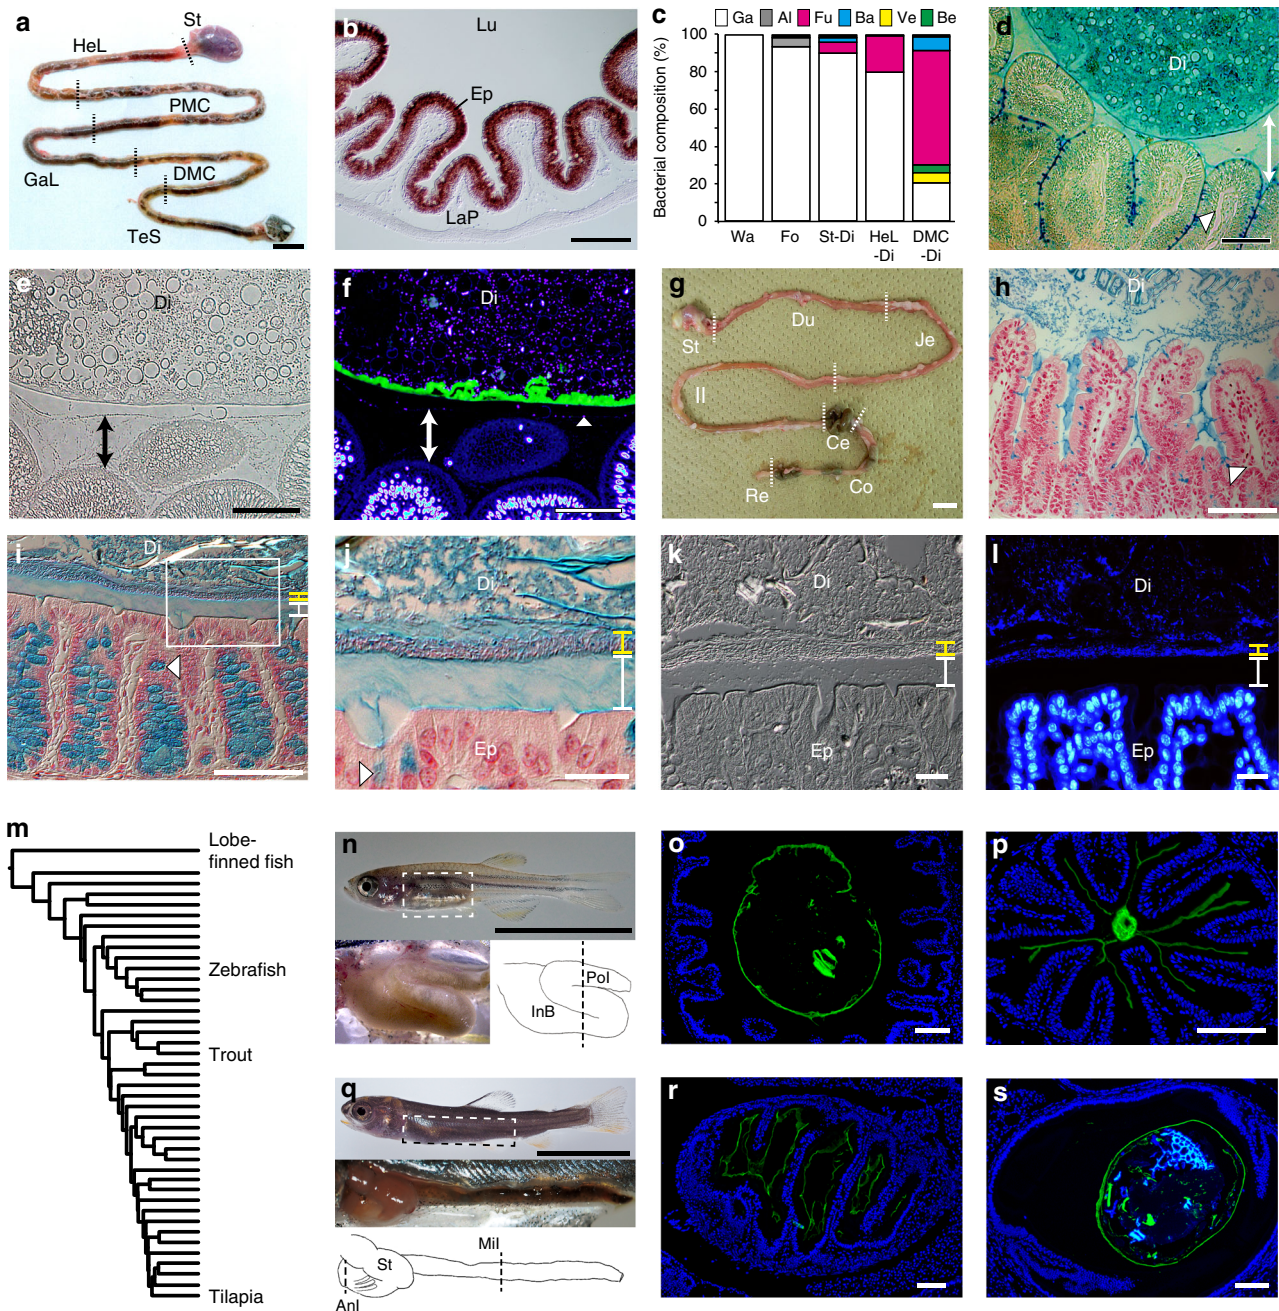 a
St
HeL
PMC
GaL
DMC
TeS
b
Lu
Ep
LaP
c
Ga Al Fu Ba Ve Be
Bacterial composition (%)
100
80
60
40
20
0
Wa Fo St-Di HeL-Di DMC-Di
d
Di
e
Di
f
Di
g
St
Du
Je
Il
Ce
Re
Co
h
Di
i
Di
j
Di
Ep
k
Di
Ep
l
Di
Ep
m
Lobe-
finned fish
Zebrafish
Trout
Tilapia
n
PoI
InB
o
p
q
MiI
St
AnI
r
s